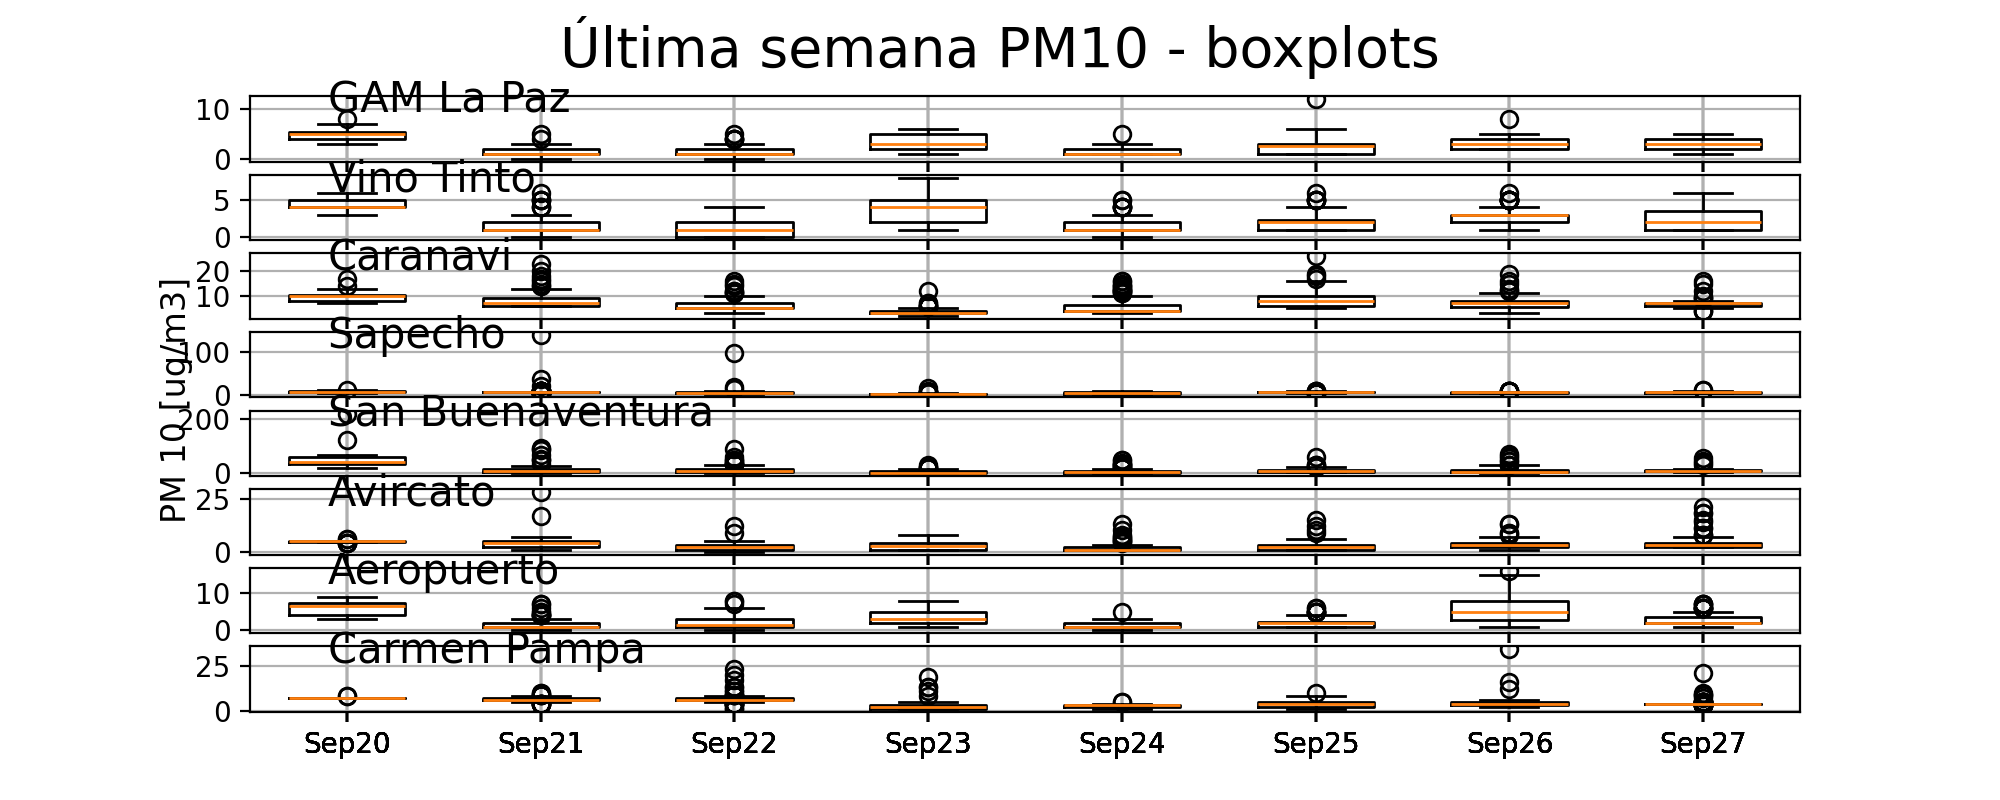 Última semana PM10 - boxplots
PM 10 [ug/m3]
GAM La Paz
10
0
Vino Tinto
5
0
Caranavi
20
10
Sapecho
100
0
San Buenaventura
200
0
Avircato
25
0
Aeropuerto
10
0
Carmen Pampa
25
0
Sep20 Sep21 Sep22 Sep23 Sep24 Sep25 Sep26 Sep27